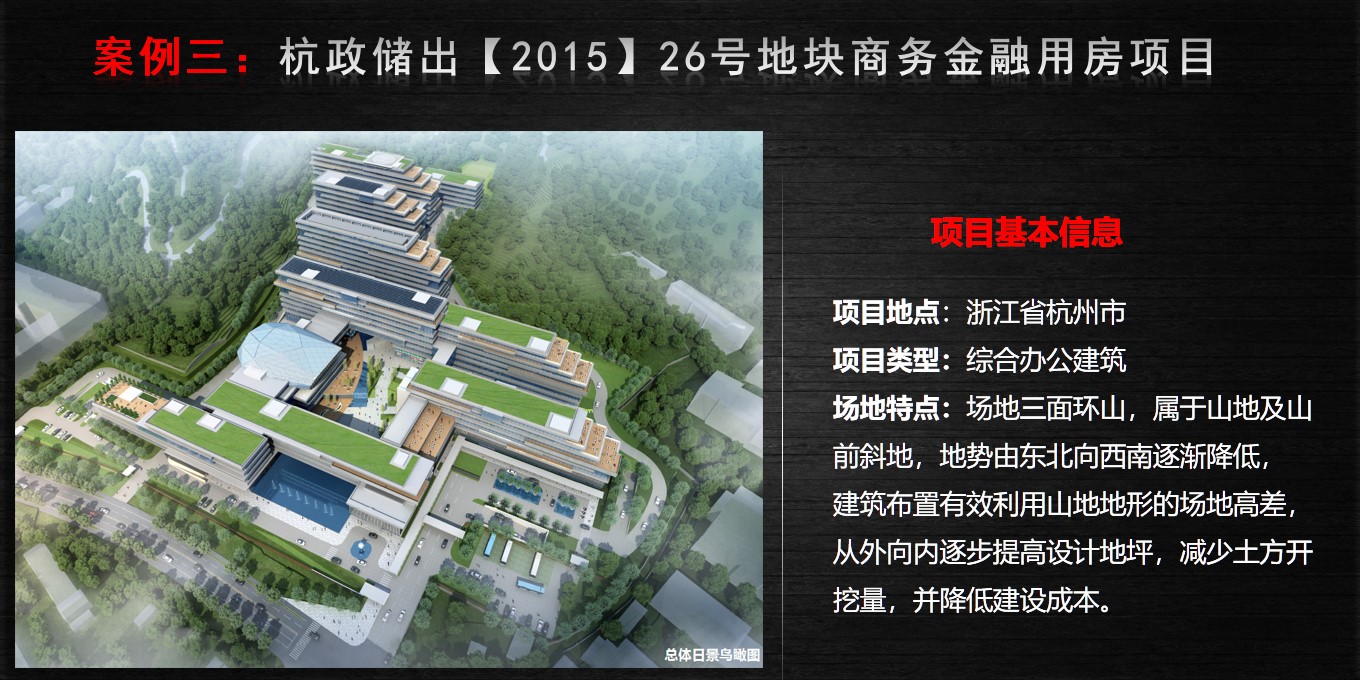 案例三：杭政储出【2015】26号地块商务金融用房项目
项目基本信息
项目地点：浙江省杭州市
项目类型：综合办公建筑
场地特点：场地三面环山，属于山地及山
前斜地，地势由东北向西南逐渐降低，
建筑布置有效利用山地地形的场地高差，
从外向内逐步提高设计地坪，减少土方开
挖量，并降低建设成本。
总体日景鸟瞰图